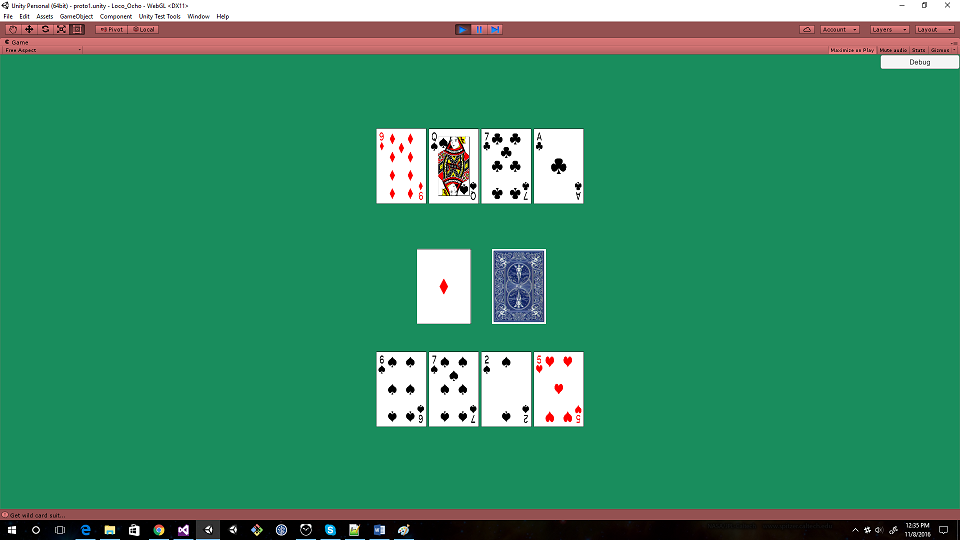 Unity Personal (64bit) - proto1.unity - Loco_Ocho - WebGL <DX11>
File Edit Assets GameObject Component Unity Test Tools Window Help
Pivot Local Account Layers Layout
Game
Free Aspect Maximize on Play Mute audio Stats Gizmos
Debug
9 Q 7 A
9 Q 7 A
6 7 2 5
6 7 2 5
Get wild card suit...
12:35 PM
11/8/2016